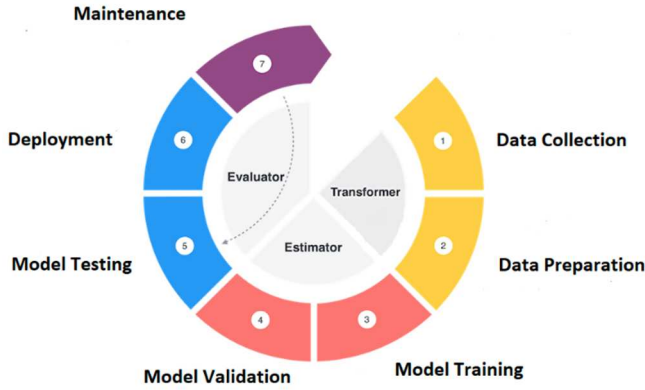 Maintenance
7
Deployment
6
1
Data Collection
Evaluator
Transformer
Estimator
Model Testing
5
2
Data Preparation
4
3
Model Validation
Model Training